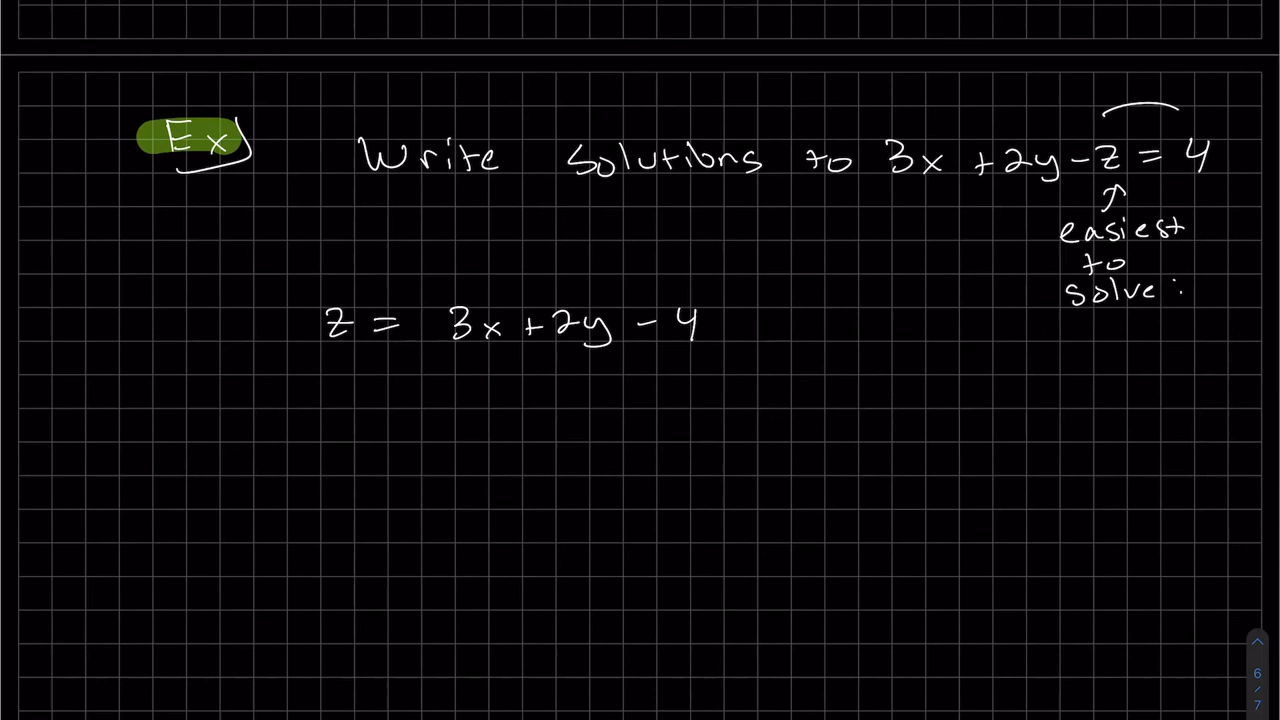 Ex) Write solutions to 3x + 2y - z = 4
↑
easiest
to
solve :
z = 3x + 2y - 4
6
/
7